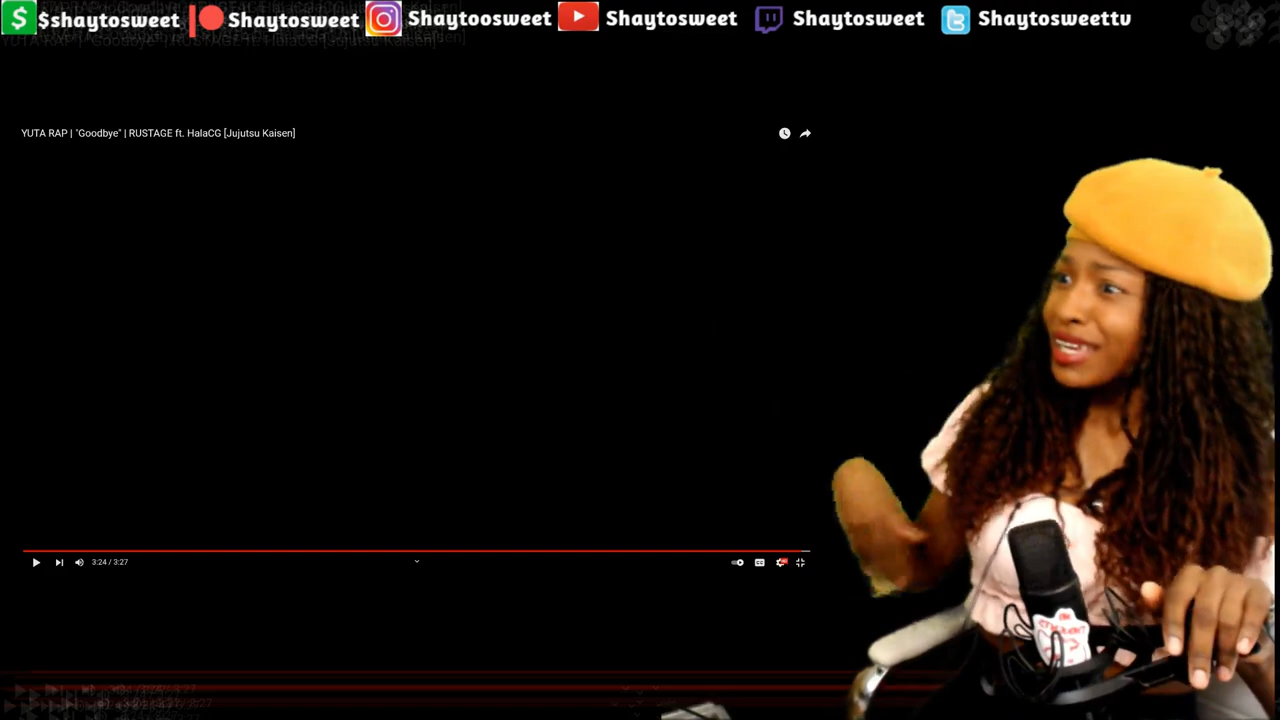 $shaytosweet Shaytosweet Shaytoosweet Shaytosweet Shaytosweet Shaytosweettv
YUTA RAP | "Goodbye" | RUSTAGE ft. HalaCG [Jujutsu Kaisen]
3:24 / 3:27